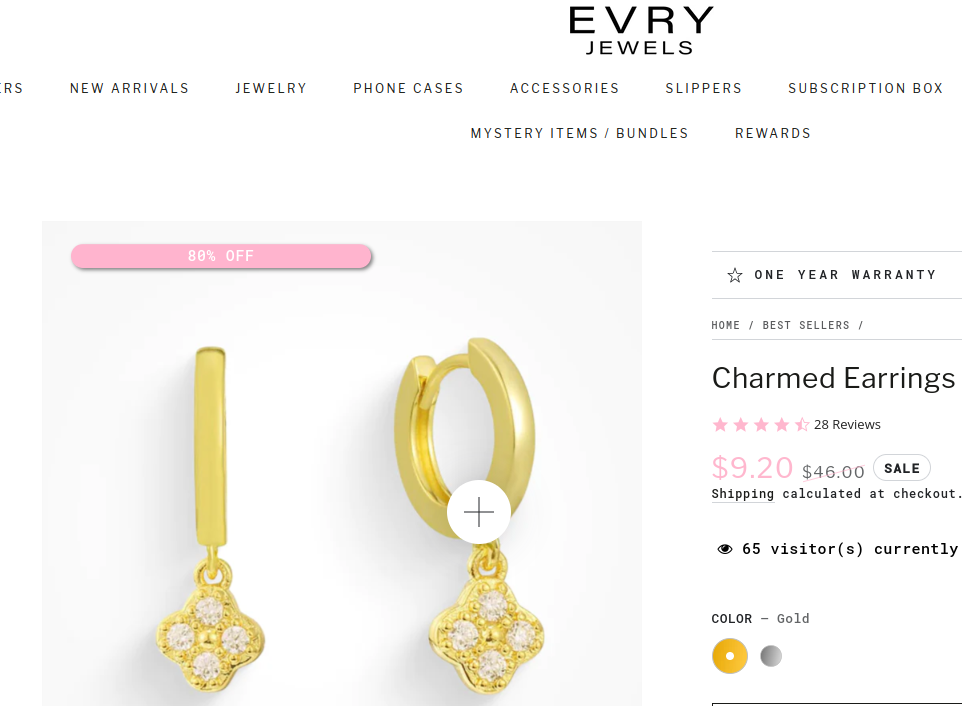 EVRY
JEWELS
ERS NEW ARRIVALS JEWELRY PHONE CASES ACCESSORIES SLIPPERS SUBSCRIPTION BOX
MYSTERY ITEMS / BUNDLES REWARDS
80% OFF
ONE YEAR WARRANTY
HOME / BEST SELLERS /
Charmed Earrings
28 Reviews
$9.20 $46.00 SALE
Shipping calculated at checkout.
65 visitor(s) currently
COLOR — Gold